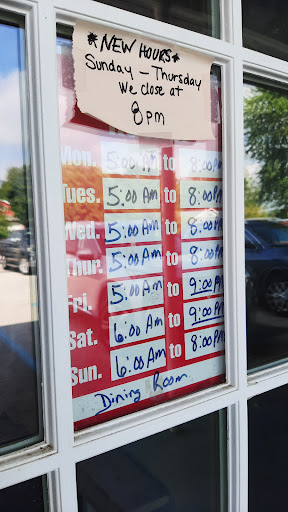 *NEW HOURS*
Sunday - Thursday
We close at
8pm
Mon. 5:00 AM to 8:00 PM
Tues. 5:00 AM to 8:00 PM
Wed. 5:00 AM to 8:00 PM
Thur. 5:00 AM to 8:00 PM
Fri. 5:00 AM to 9:00 PM
Sat. 6:00 AM to 9:00 PM
Sun. 6:00 AM to 8:00 PM
Dining Room